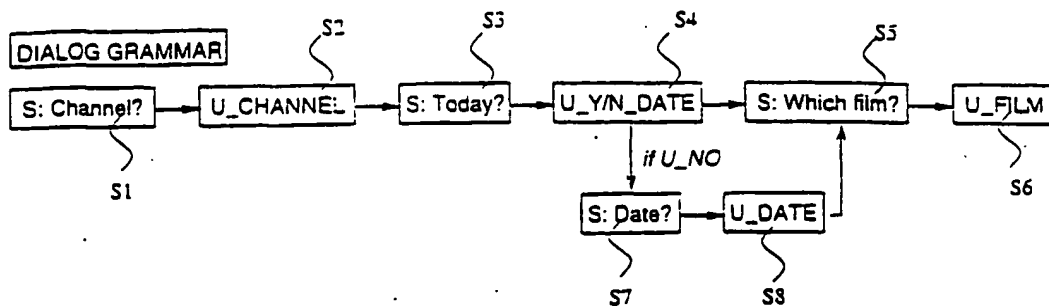 S2 S3 S4 S5
DIALOG GRAMMAR
S: Channel? U_CHANNEL S: Today? U_Y/N_DATE S: Which film? U_FILM
S1 if U_NO S6
S: Date? U_DATE
S7 S8